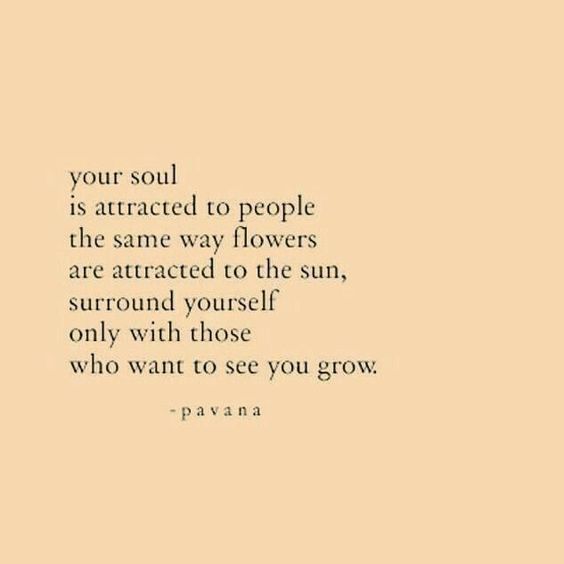 your soul
is attracted to people
the same way flowers
are attracted to the sun,
surround yourself
only with those
who want to see you grow.
-pavana